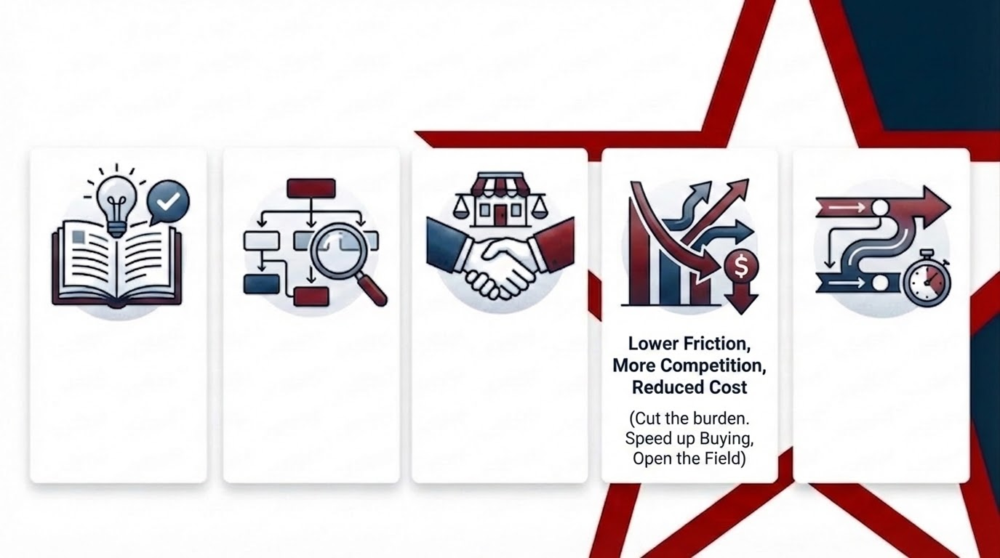 $
Lower Friction,
More Competition,
Reduced Cost
(Cut the burden.
Speed up Buying,
Open the Field)